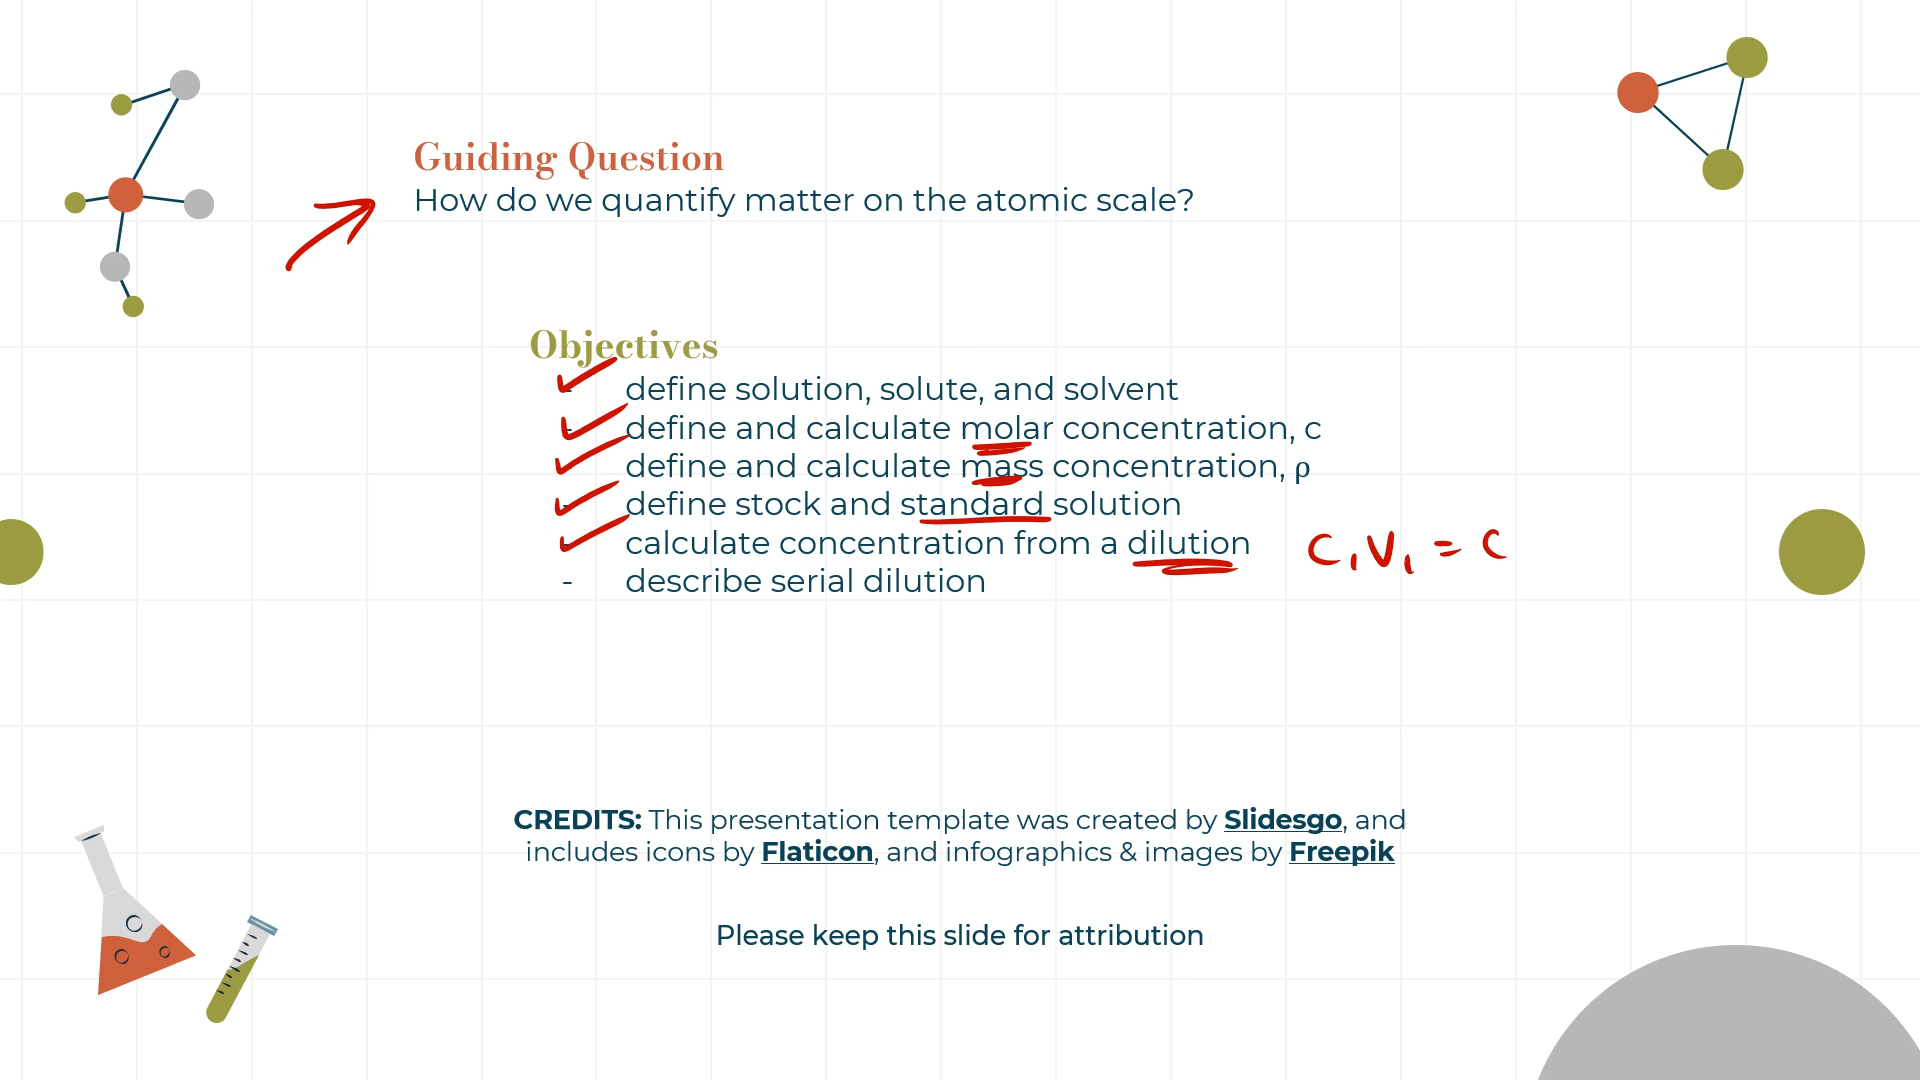 Guiding Question
How do we quantify matter on the atomic scale?
Objectives
define solution, solute, and solvent
- define and calculate molar concentration, c
define and calculate mass concentration, ρ
- define stock and standard solution
calculate concentration from a dilution C₁V₁ = C
- describe serial dilution
CREDITS: This presentation template was created by Slidesgo, and
includes icons by Flaticon, and infographics & images by Freepik
Please keep this slide for attribution